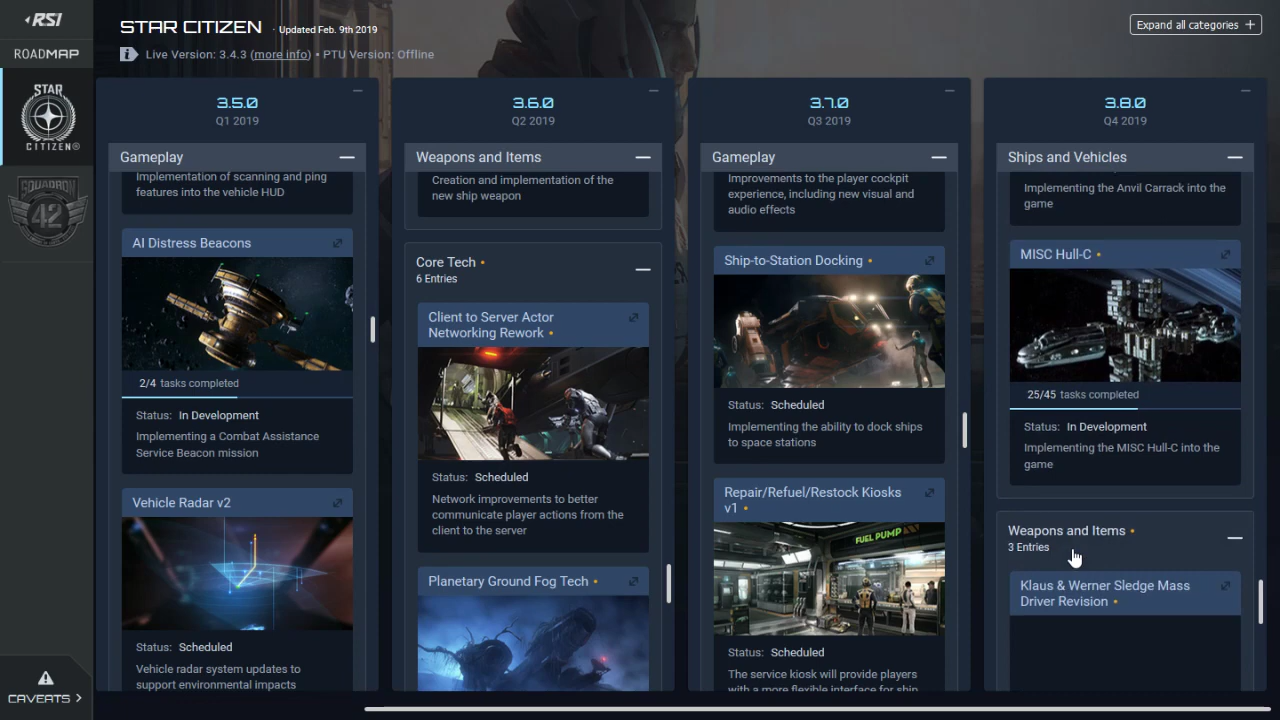 RSI
ROADMAP
STAR
CITIZEN®
SQUADRON
42
CAVEATS
STAR CITIZEN · Updated Feb. 9th 2019
Live Version: 3.4.3 (more info) • PTU Version: Offline
Expand all categories
3.5.0
Q1 2019
Gameplay
Implementation of scanning and ping
features into the vehicle HUD
AI Distress Beacons
2/4 tasks completed
Status: In Development
Implementing a Combat Assistance
Service Beacon mission
Vehicle Radar v2
Status: Scheduled
Vehicle radar system updates to
support environmental impacts
3.6.0
Q2 2019
Weapons and Items
Creation and implementation of the
new ship weapon
Core Tech
6 Entries
Client to Server Actor
Networking Rework
Status: Scheduled
Network improvements to better
communicate player actions from the
client to the server
Planetary Ground Fog Tech
3.7.0
Q3 2019
Gameplay
Improvements to the player cockpit
experience, including new visual and
audio effects
Ship-to-Station Docking
Status: Scheduled
Implementing the ability to dock ships
to space stations
Repair/Refuel/Restock Kiosks
v1
FUEL PUMP
Status: Scheduled
The service kiosk will provide players
with a more flexible interface for ship
3.8.0
Q4 2019
Ships and Vehicles
Implementing the Anvil Carrack into the
game
MISC Hull-C
25/45 tasks completed
Status: In Development
Implementing the MISC Hull-C into the
game
Weapons and Items
3 Entries
Klaus & Werner Sledge Mass
Driver Revision